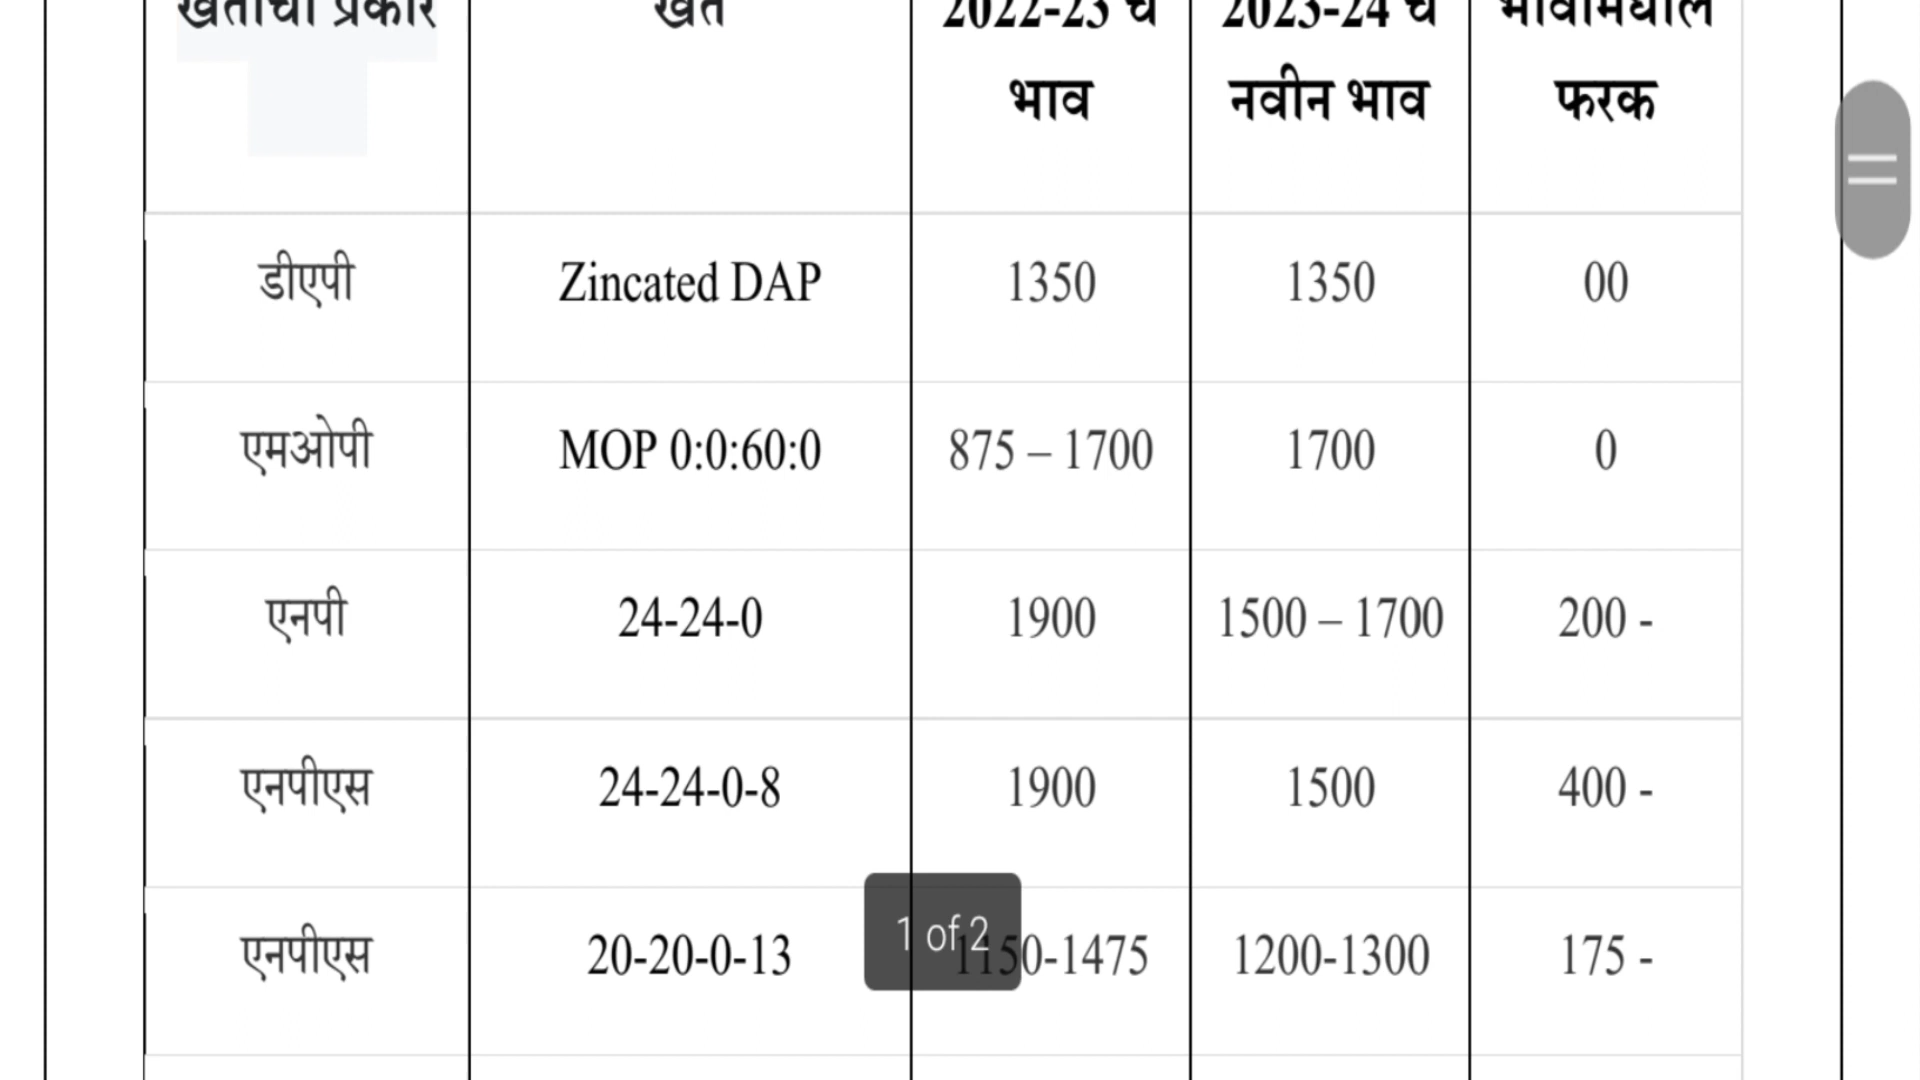 खताचा प्रकार खत 2022-23 चे 2023-24 चे भावामधील
भाव नवीन भाव फरक
डीएपी Zincated DAP 1350 1350 00
एमओपी MOP 0:0:60:0 875 – 1700 1700 0
एनपी 24-24-0 1900 1500 – 1700 200 -
एनपीएस 24-24-0-8 1900 1500 400 -
एनपीएस 20-20-0-13 1150-1475 1200-1300 175 -
1 of 2